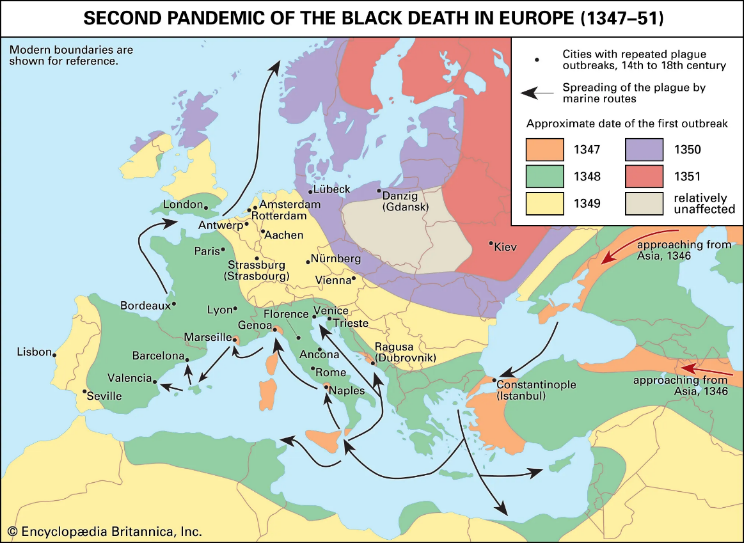 SECOND PANDEMIC OF THE BLACK DEATH IN EUROPE (1347–51)
Modern boundaries are
shown for reference.
Cities with repeated plague
outbreaks, 14th to 18th century
Spreading of the plague by
marine routes
Approximate date of the first outbreak
1347
1350
1348
1351
1349
relatively
unaffected
Lübeck
Danzig
(Gdansk)
London
Amsterdam
Rotterdam
Antwerp
Aachen
Kiev
approaching from
Asia, 1346
Paris
Strassburg
(Strasbourg)
Nürnberg
Vienna
Bordeaux
Lyon
Florence
Venice
Genoa
Trieste
Marseille
Lisbon
Barcelona
Ancona
Ragusa
(Dubrovnik)
Rome
Valencia
Seville
Naples
Constantinople
(Istanbul)
approaching from
Asia, 1346
© Encyclopædia Britannica, Inc.